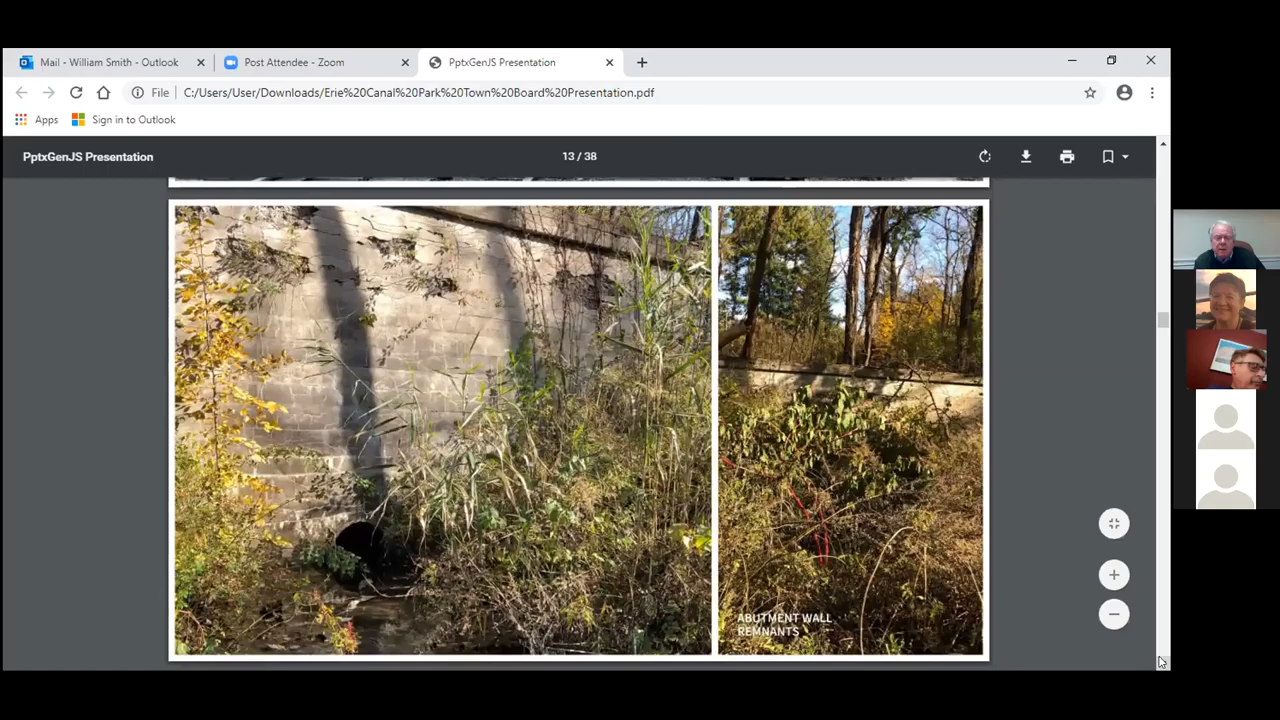 Mail - William Smith - Outlook
Post Attendee - Zoom
PptxGenJS Presentation
File
C:/Users/User/Downloads/Erie%20Canal%20Park%20Town%20Board%20Presentation.pdf
Apps
Sign in to Outlook
PptxGenJS Presentation
13 / 38
ABUTMENT WALL
REMNANTS